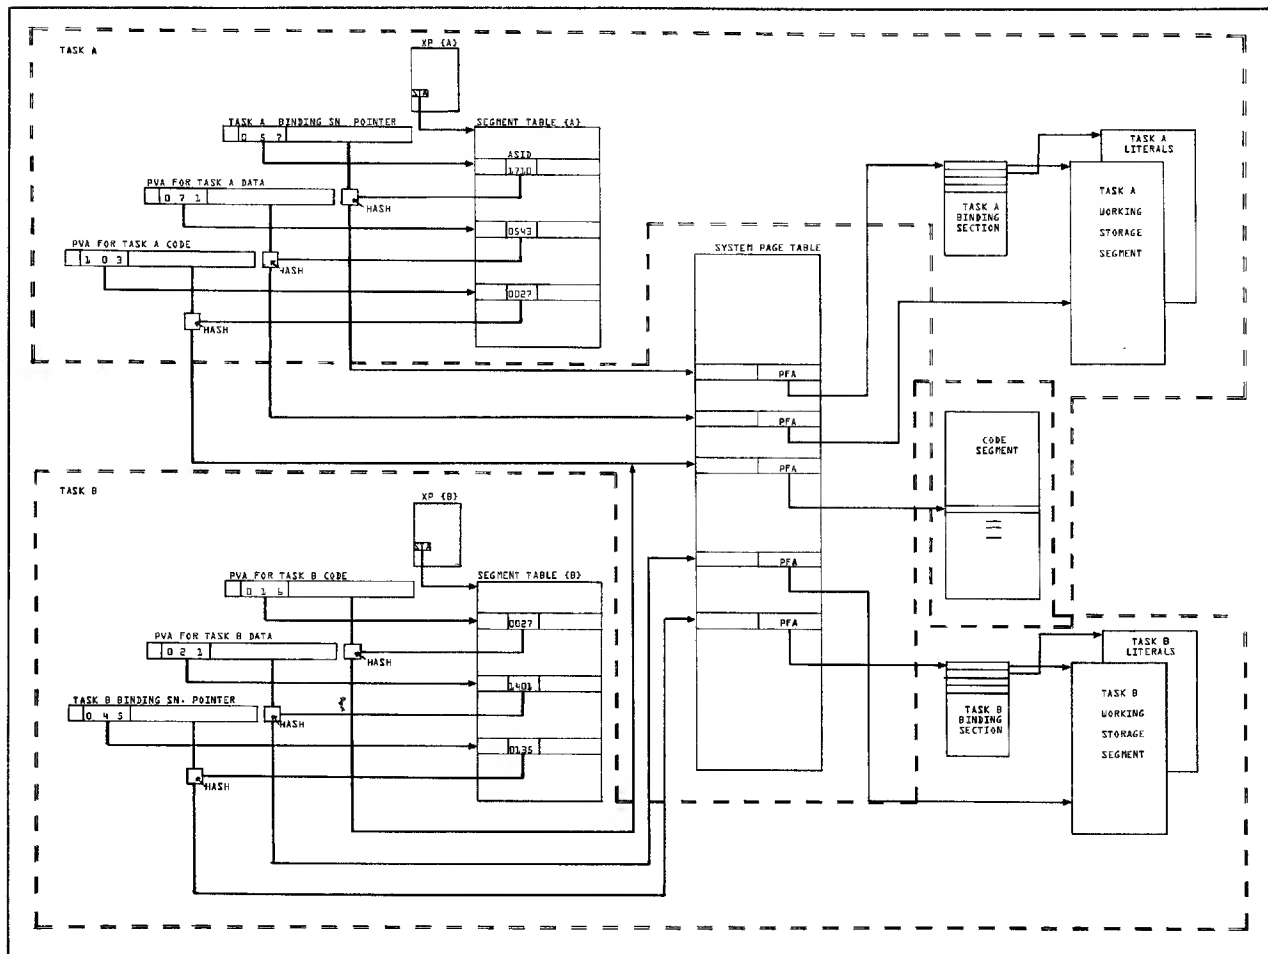 TASK A
XP {A}
STA
TASK A BINDING SN. POINTER
0 5 7
SEGMENT TABLE {A}
ASID
1710
PVA FOR TASK A DATA
0 7 1
HASH
0543
PVA FOR TASK A CODE
1 0 3
HASH
0027
HASH
SYSTEM PAGE TABLE
PFA
PFA
PFA
PFA
PFA
TASK A
LITERALS
TASK A
WORKING
STORAGE
SEGMENT
TASK A
BINDING
SECTION
CODE
SEGMENT
TASK B
XP {B}
STA
PVA FOR TASK B CODE
0 1 6
SEGMENT TABLE {B}
0027
PVA FOR TASK B DATA
0 2 1
HASH
1401
TASK B BINDING SN. POINTER
0 4 5
HASH
0135
HASH
TASK B
LITERALS
TASK B
WORKING
STORAGE
SEGMENT
TASK B
BINDING
SECTION